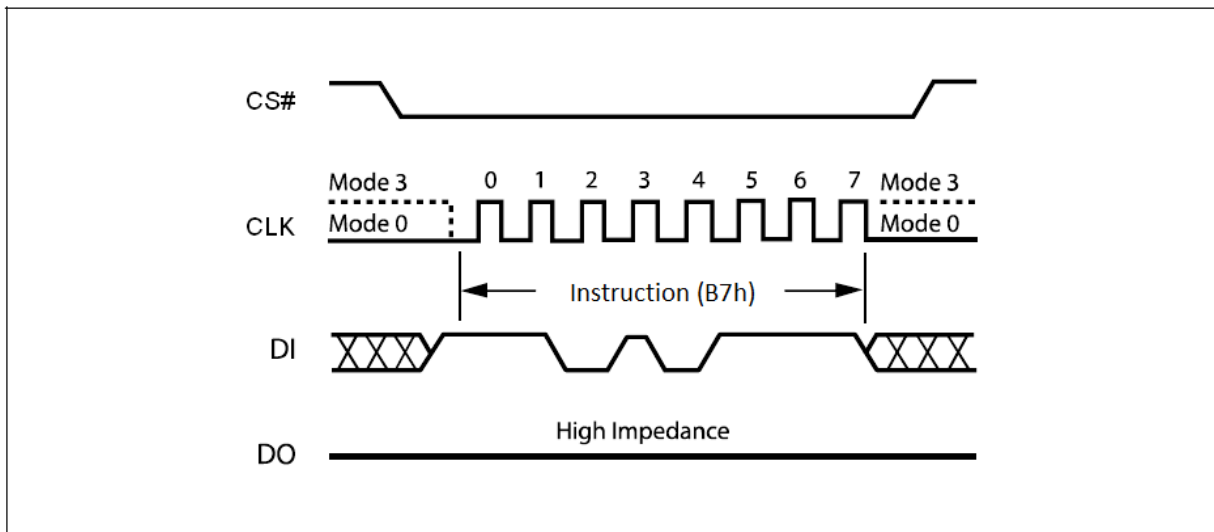 CS#
Mode 3
0 1 2 3 4 5 6 7
Mode 3
CLK
Mode 0
Mode 0
Instruction (B7h)
DI
High Impedance
DO